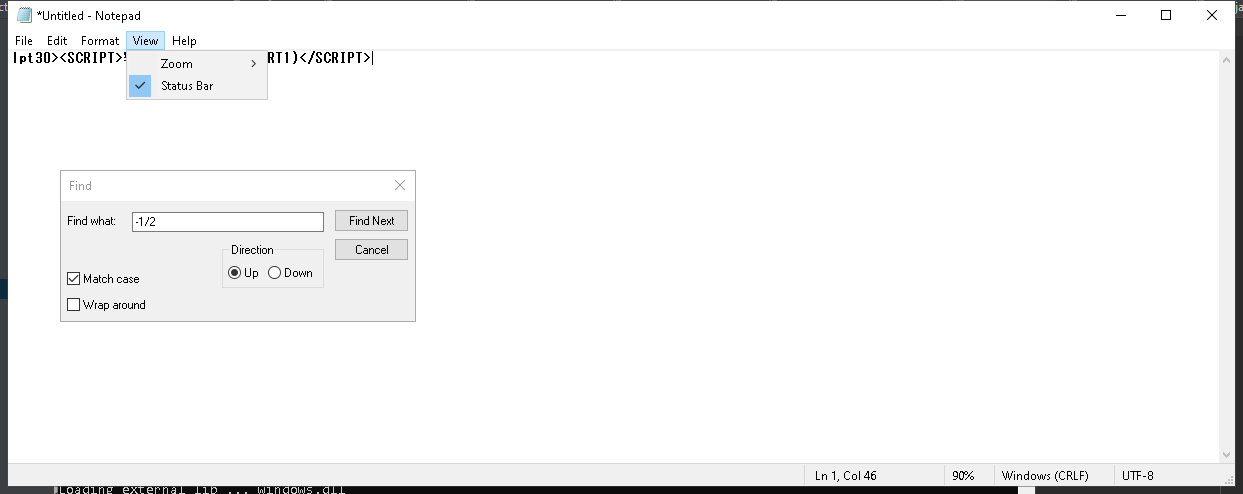 *Untitled - Notepad
File Edit Format View Help
lpt30><SCRIPT> RT1)</SCRIPT>
Zoom
Status Bar
Find
Find what: -1/2 Find Next
Direction Cancel
Up Down
Match case
Wrap around
Ln 1, Col 46 90% Windows (CRLF) UTF-8
Loading external lib ... windows.dll